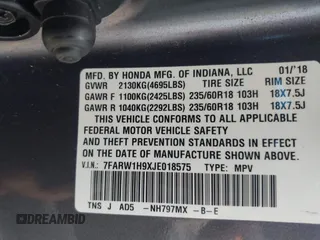 MFD. BY HONDA MFG. OF INDIANA, LLC 01/'18
GVWR 2130KG(4695LBS) TIRE SIZE RIM SIZE
GAWR F 1100KG(2425LBS) 235/60R18 103H 18X7.5J
GAWR R 1040KG(2292LBS) 235/60R18 103H 18X7.5J
THIS VEHICLE CONFORMS TO ALL APPLICABLE
FEDERAL MOTOR VEHICLE SAFETY AND BUMPER
STANDARDS IN EFFECT ON THE DATE OF
MANUFACTURE SHOWN ABOVE.
V.I.N.: 7FARW1H9XJE018575 TYPE: MPV
TNS J AD5 -NH797MX -B-E
DREAMBID